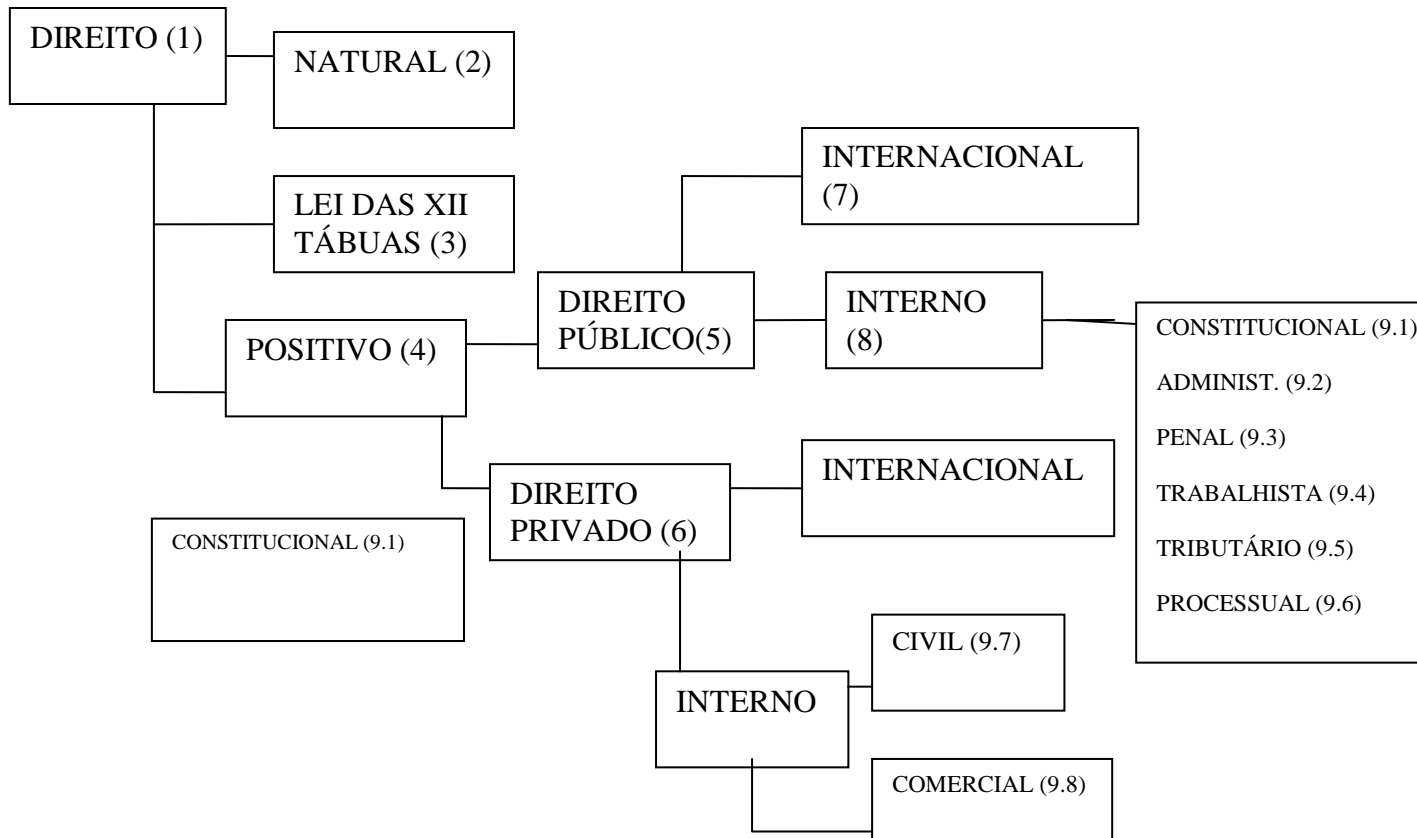 DIREITO (1)
NATURAL (2)
LEI DAS XII
TÁBUAS (3)
POSITIVO (4)
DIREITO
PÚBLICO(5)
INTERNACIONAL
(7)
INTERNO
(8)
CONSTITUCIONAL (9.1)
ADMINIST. (9.2)
PENAL (9.3)
TRABALHISTA (9.4)
TRIBUTÁRIO (9.5)
PROCESSUAL (9.6)
DIREITO
PRIVADO (6)
INTERNACIONAL
CONSTITUCIONAL (9.1)
INTERNO
CIVIL (9.7)
COMERCIAL (9.8)